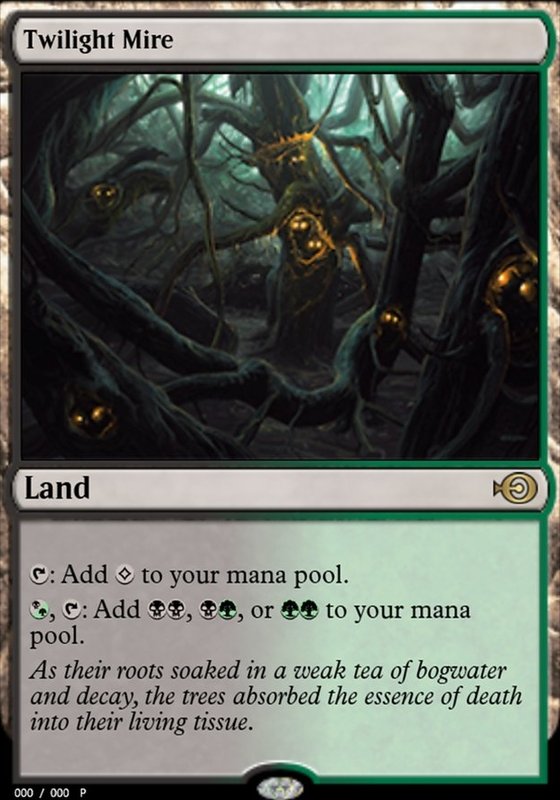 Twilight Mire
Land
: Add to your mana pool.
, : Add , , or to your mana
pool.
As their roots soaked in a weak tea of bogwater
and decay, the trees absorbed the essence of death
into their living tissue.
000 / 000 P